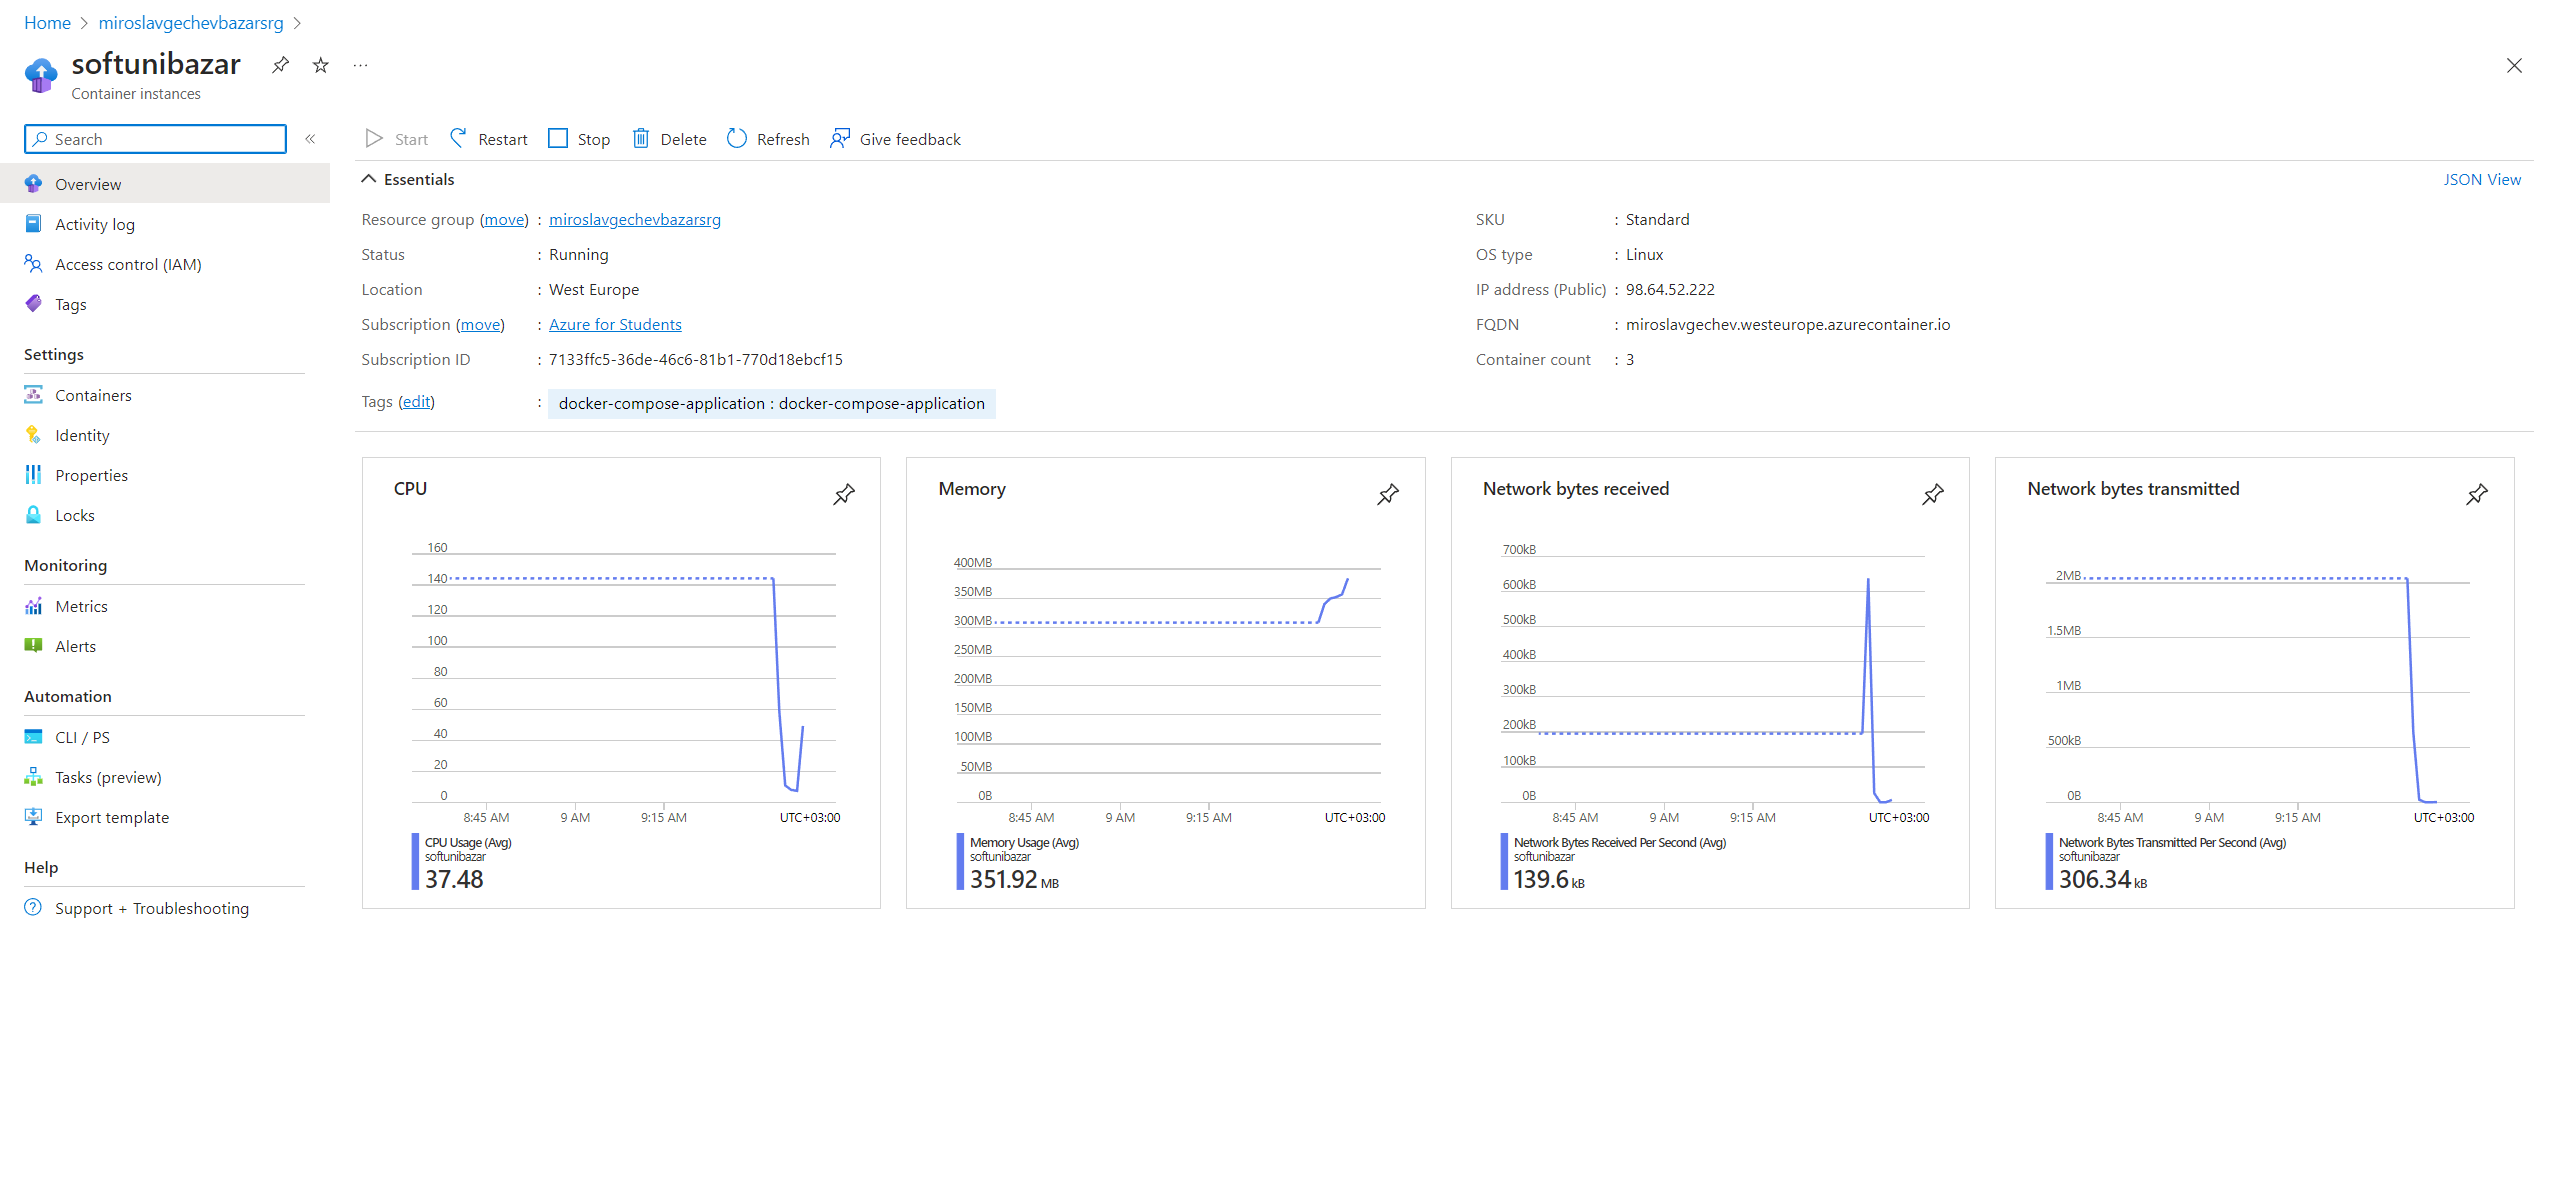 Home > miroslavgechevbazarsrg >
softunibazar ...
Container instances
Search «
Overview
Activity log
Access control (IAM)
Tags
Settings
Containers
Identity
Properties
Locks
Monitoring
Metrics
Alerts
Automation
CLI / PS
Tasks (preview)
Export template
Help
Support + Troubleshooting
Start Restart Stop Delete Refresh Give feedback
Essentials JSON View
Resource group (move) : miroslavgechevbazarsrg
Status : Running
Location : West Europe
Subscription (move) : Azure for Students
Subscription ID : 7133ffc5-36de-46c6-81b1-770d18ebcf15
Tags (edit) : docker-compose-application : docker-compose-application
SKU : Standard
OS type : Linux
IP address (Public) : 98.64.52.222
FQDN : miroslavgechev.westeurope.azurecontainer.io
Container count : 3
CPU
160
140
120
100
80
60
40
20
0
8:45 AM 9 AM 9:15 AM UTC+03:00
CPU Usage (Avg)
softunibazar
37.48
Memory
400MB
350MB
300MB
250MB
200MB
150MB
100MB
50MB
0B
8:45 AM 9 AM 9:15 AM UTC+03:00
Memory Usage (Avg)
softunibazar
351.92 MB
Network bytes received
700kB
600kB
500kB
400kB
300kB
200kB
100kB
0B
8:45 AM 9 AM 9:15 AM UTC+03:00
Network Bytes Received Per Second (Avg)
softunibazar
139.6 kB
Network bytes transmitted
2MB
1.5MB
1MB
500kB
0B
8:45 AM 9 AM 9:15 AM UTC+03:00
Network Bytes Transmitted Per Second (Avg)
softunibazar
306.34 kB